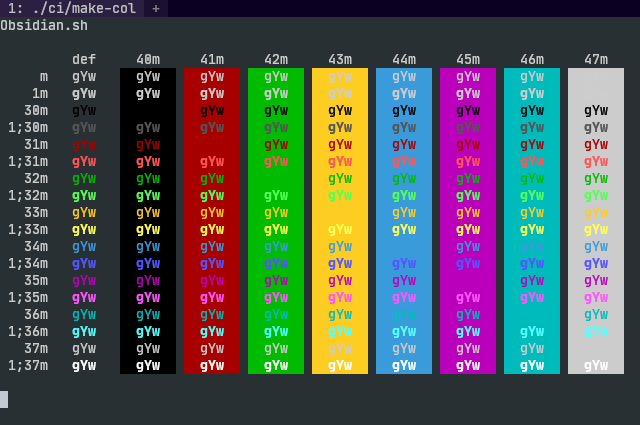 1: ./ci/make-col +
Obsidian.sh
def 40m 41m 42m 43m 44m 45m 46m 47m
m gYw gYw gYw gYw gYw gYw gYw gYw
1m gYw gYw gYw gYw gYw gYw gYw gYw
30m gYw gYw gYw gYw gYw gYw gYw gYw
1;30m gYw gYw gYw gYw gYw gYw gYw gYw gYw
31m gYw gYw gYw gYw gYw gYw gYw gYw
1;31m gYw gYw gYw gYw gYw gYw gYw gYw gYw
32m gYw gYw gYw gYw gYw gYw gYw gYw
1;32m gYw gYw gYw gYw gYw gYw gYw gYw gYw
33m gYw gYw gYw gYw gYw gYw gYw gYw
1;33m gYw gYw gYw gYw gYw gYw gYw gYw gYw
34m gYw gYw gYw gYw gYw gYw gYw gYw
1;34m gYw gYw gYw gYw gYw gYw gYw gYw gYw
35m gYw gYw gYw gYw gYw gYw gYw gYw
1;35m gYw gYw gYw gYw gYw gYw gYw gYw gYw
36m gYw gYw gYw gYw gYw gYw gYw gYw
1;36m gYw gYw gYw gYw gYw gYw gYw gYw gYw
37m gYw gYw gYw gYw gYw gYw gYw gYw
1;37m gYw gYw gYw gYw gYw gYw gYw gYw gYw